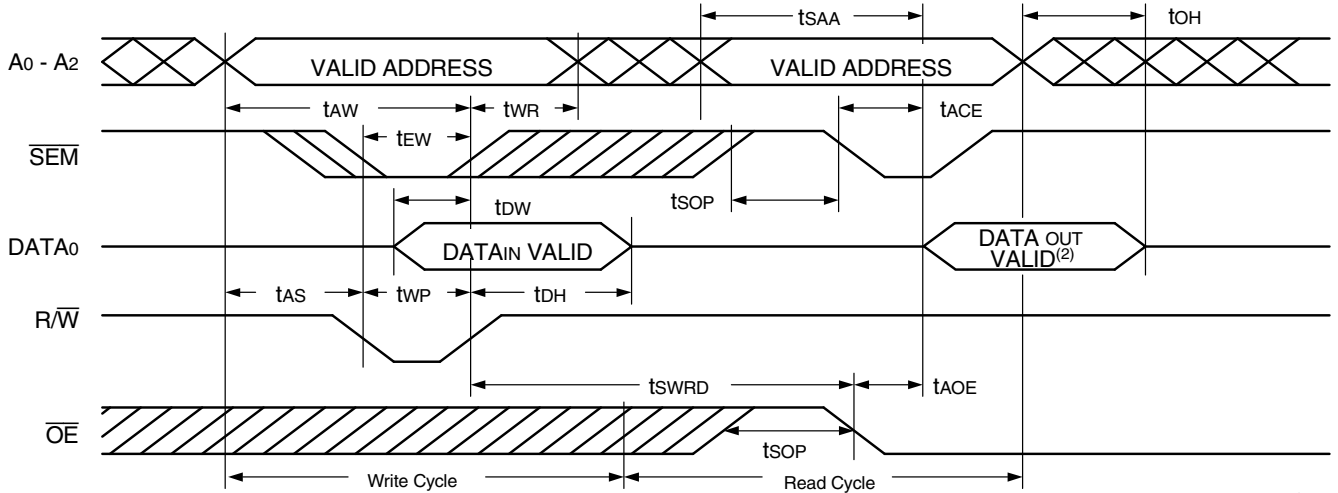 tSAA
tOH
A0 - A2
VALID ADDRESS
VALID ADDRESS
tAW
tWR
tACE
tEW
SEM
tSOP
tDW
DATA0
DATAIN VALID
DATA OUT
VALID(2)
tAS
tWP
tDH
R/W
tSWRD
tAOE
OE
tSOP
Write Cycle
Read Cycle